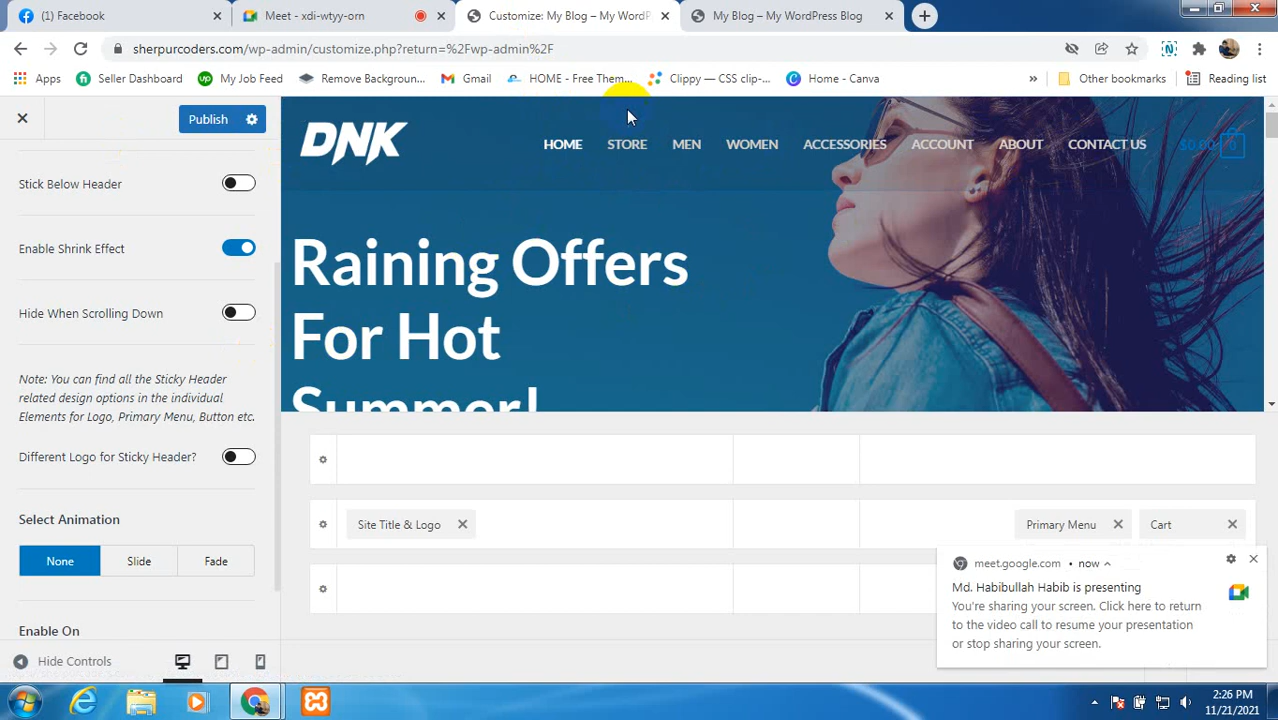 (1) Facebook
Meet - xdi-wtyy-orn
Customize: My Blog – My WordP
My Blog – My WordPress Blog
sherpurcoders.com/wp-admin/customize.php?return=%2Fwp-admin%2F
Apps
Seller Dashboard
My Job Feed
Remove Backgroun...
Gmail
HOME - Free Them...
Clippy — CSS clip-...
Home - Canva
»
Other bookmarks
Reading list
Publish
DNK
HOME
STORE
MEN
WOMEN
ACCESSORIES
ACCOUNT
ABOUT
CONTACT US
$0.00
0
Stick Below Header
Enable Shrink Effect
Hide When Scrolling Down
Note: You can find all the Sticky Header
related design options in the individual
Elements for Logo, Primary Menu, Button etc.
Different Logo for Sticky Header?
Select Animation
None
Slide
Fade
Enable On
Hide Controls
Raining Offers
For Hot
Summer!
Site Title & Logo
Primary Menu
Cart
meet.google.com • now
Md. Habibullah Habib is presenting
You're sharing your screen. Click here to return
to the video call to resume your presentation
or stop sharing your screen.
2:26 PM
11/21/2021